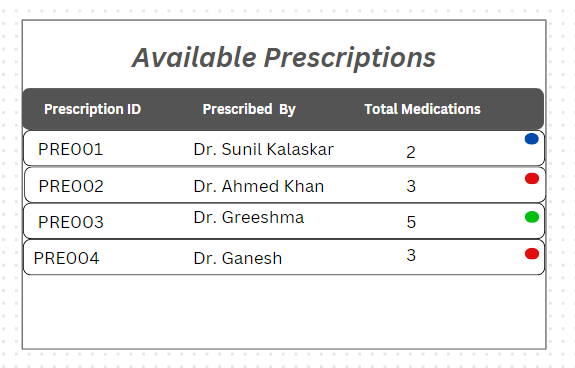 Available Prescriptions
Prescription ID Prescribed By Total Medications
PRE001 Dr. Sunil Kalaskar 2
PRE002 Dr. Ahmed Khan 3
PRE003 Dr. Greeshma 5
PRE004 Dr. Ganesh 3